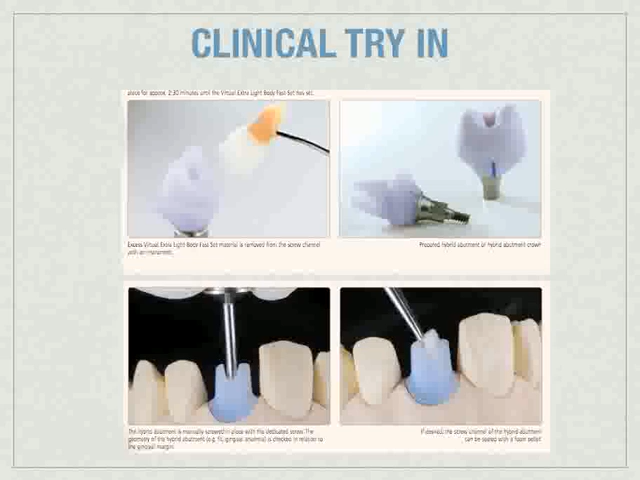 CLINICAL TRY IN
place for approx. 2:30 minutes until the Virtual Extra Light Body Fast Set has set.
Excess Virtual Extra Light Body Fast Set material is removed from the screw channel
with an instrument.
Prepared hybrid abutment or hybrid abutment crown
The hybrid abutment is manually screwed in place with the dedicated screw. The
geometry of the hybrid abutment (e.g. fit, gingival anaemia) is checked in relation to
the gingival margin.
If desired, the screw channel of the hybrid abutment
can be sealed with a foam pellet